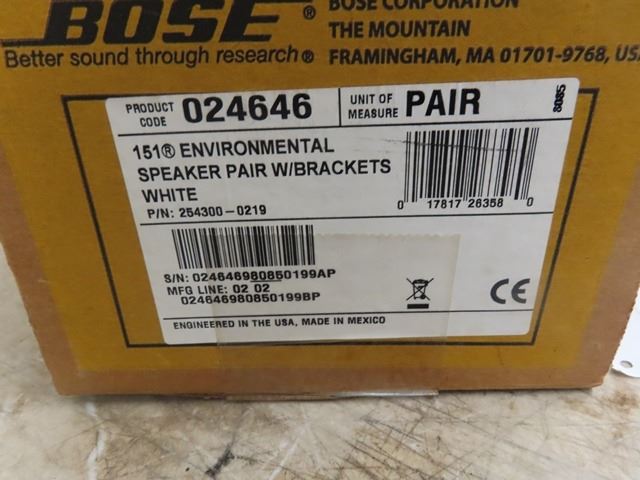 BOSE®
Better sound through research®
BOSE CORPORATION
THE MOUNTAIN
FRAMINGHAM, MA 01701-9768, US
PRODUCT CODE 024646
UNIT OF MEASURE PAIR
8085
151® ENVIRONMENTAL
SPEAKER PAIR W/BRACKETS
WHITE
P/N: 254300-0219
0 17817 26358 0
S/N: 024646980850199AP
MFG LINE: 02 02
024646980850199BP
CE
ENGINEERED IN THE USA, MADE IN MEXICO